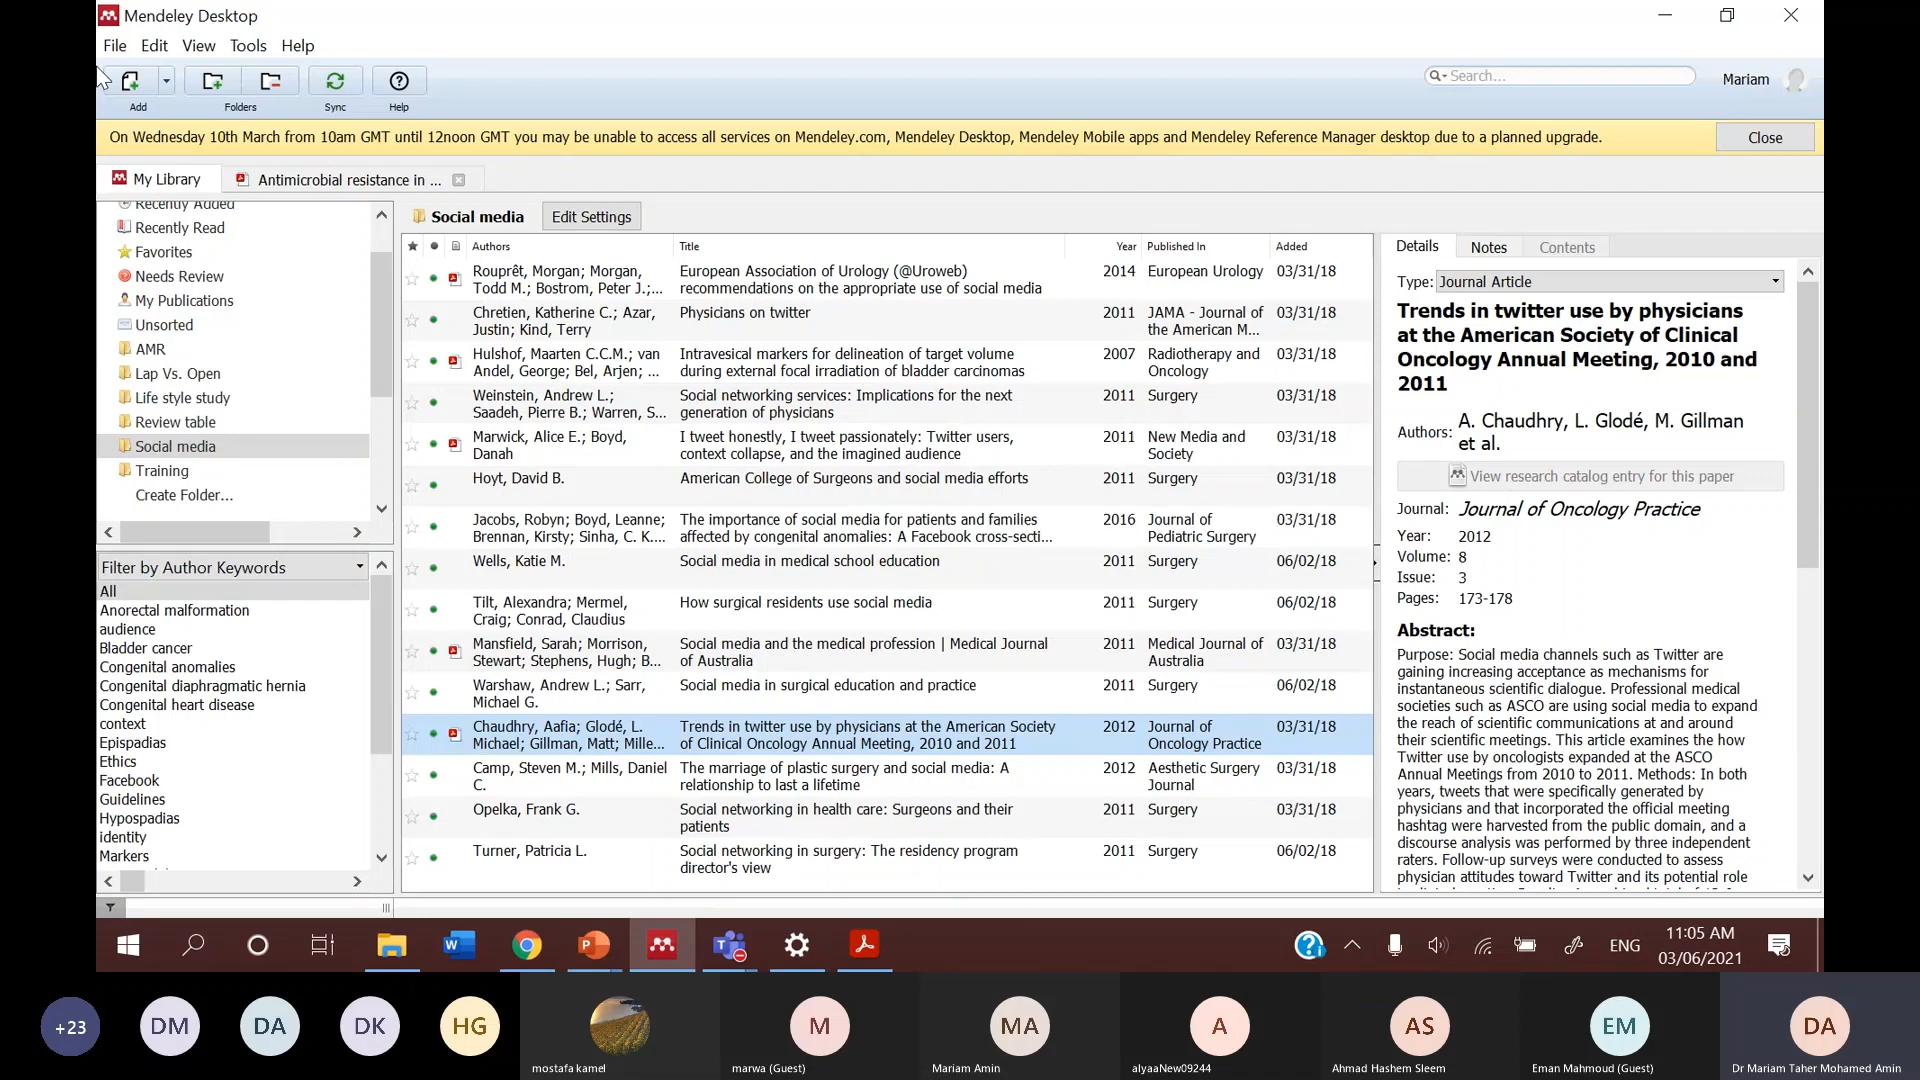 Mendeley Desktop
File Edit View Tools Help
Add Folders Sync Help
Search...
Mariam
On Wednesday 10th March from 10am GMT until 12noon GMT you may be unable to access all services on Mendeley.com, Mendeley Desktop, Mendeley Mobile apps and Mendeley Reference Manager desktop due to a planned upgrade.
Close
My Library
Antimicrobial resistance in ...
Recently Added
Recently Read
Favorites
Needs Review
My Publications
Unsorted
AMR
Lap Vs. Open
Life style study
Review table
Social media
Training
Create Folder...
Filter by Author Keywords
All
Anorectal malformation
audience
Bladder cancer
Congenital anomalies
Congenital diaphragmatic hernia
Congenital heart disease
context
Epispadias
Ethics
Facebook
Guidelines
Hypospadias
identity
Markers
Social media
Edit Settings
Authors Title Year Published In Added
Rouprêt, Morgan; Morgan, European Association of Urology (@Uroweb) 2014 European Urology 03/31/18
Todd M.; Bostrom, Peter J.;... recommendations on the appropriate use of social media
Chretien, Katherine C.; Azar, Physicians on twitter 2011 JAMA - Journal of 03/31/18
Justin; Kind, Terry the American M...
Hulshof, Maarten C.C.M.; van Intravesical markers for delineation of target volume 2007 Radiotherapy and 03/31/18
Andel, George; Bel, Arjen; ... during external focal irradiation of bladder carcinomas Oncology
Weinstein, Andrew L.; Social networking services: Implications for the next 2011 Surgery 03/31/18
Saadeh, Pierre B.; Warren, S... generation of physicians
Marwick, Alice E.; Boyd, I tweet honestly, I tweet passionately: Twitter users, 2011 New Media and 03/31/18
Danah context collapse, and the imagined audience Society
Hoyt, David B. American College of Surgeons and social media efforts 2011 Surgery 03/31/18
Jacobs, Robyn; Boyd, Leanne; The importance of social media for patients and families 2016 Journal of 03/31/18
Brennan, Kirsty; Sinha, C. K.... affected by congenital anomalies: A Facebook cross-secti... Pediatric Surgery
Wells, Katie M. Social media in medical school education 2011 Surgery 06/02/18
Tilt, Alexandra; Mermel, How surgical residents use social media 2011 Surgery 06/02/18
Craig; Conrad, Claudius
Mansfield, Sarah; Morrison, Social media and the medical profession | Medical Journal 2011 Medical Journal of 03/31/18
Stewart; Stephens, Hugh; B... of Australia Australia
Warshaw, Andrew L.; Sarr, Social media in surgical education and practice 2011 Surgery 06/02/18
Michael G.
Chaudhry, Aafia; Glodé, L. Trends in twitter use by physicians at the American Society 2012 Journal of 03/31/18
Michael; Gillman, Matt; Mille... of Clinical Oncology Annual Meeting, 2010 and 2011 Oncology Practice
Camp, Steven M.; Mills, Daniel The marriage of plastic surgery and social media: A 2012 Aesthetic Surgery 03/31/18
C. relationship to last a lifetime Journal
Opelka, Frank G. Social networking in health care: Surgeons and their 2011 Surgery 03/31/18
patients
Turner, Patricia L. Social networking in surgery: The residency program 2011 Surgery 06/02/18
director's view
Details Notes Contents
Type: Journal Article
Trends in twitter use by physicians
at the American Society of Clinical
Oncology Annual Meeting, 2010 and
2011
Authors: A. Chaudhry, L. Glodé, M. Gillman
et al.
View research catalog entry for this paper
Journal: Journal of Oncology Practice
Year: 2012
Volume: 8
Issue: 3
Pages: 173-178
Abstract:
Purpose: Social media channels such as Twitter are
gaining increasing acceptance as mechanisms for
instantaneous scientific dialogue. Professional medical
societies such as ASCO are using social media to expand
the reach of scientific communications at and around
their scientific meetings. This article examines the how
Twitter use by oncologists expanded at the ASCO
Annual Meetings from 2010 to 2011. Methods: In both
years, tweets that were specifically generated by
physicians and that incorporated the official meeting
hashtag were harvested from the public domain, and a
discourse analysis was performed by three independent
raters. Follow-up surveys were conducted to assess
physician attitudes toward Twitter and its potential role
ENG
11:05 AM
03/06/2021
+23 DM DA DK HG M MA A AS EM DA
mostafa kamel marwa (Guest) Mariam Amin alyaaNew09244 Ahmad Hashem Sleem Eman Mahmoud (Guest) Dr Mariam Taher Mohamed Amin